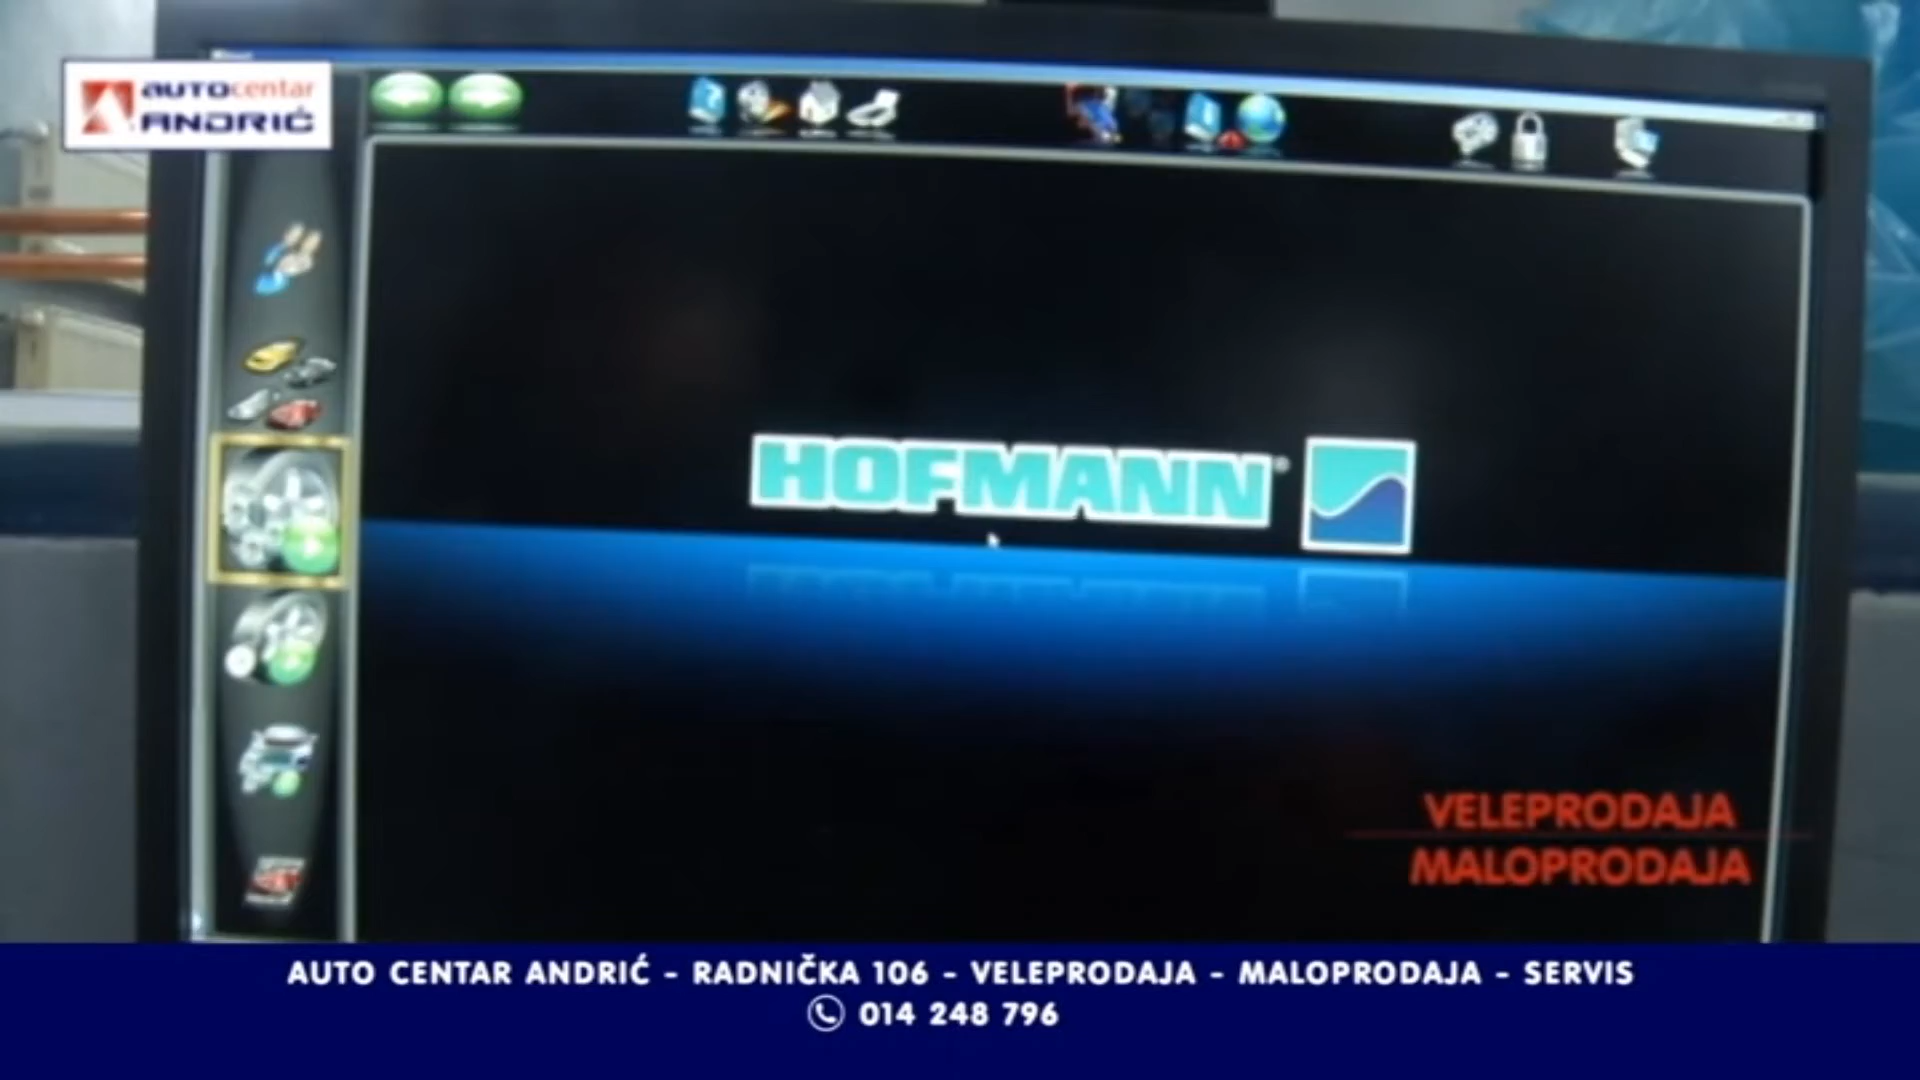 AUTOcentar
ANDRIĆ
HOFMANN®
VELEPRODAJA
MALOPRODAJA
AUTO CENTAR ANDRIĆ - RADNIČKA 106 - VELEPRODAJA - MALOPRODAJA - SERVIS
014 248 796